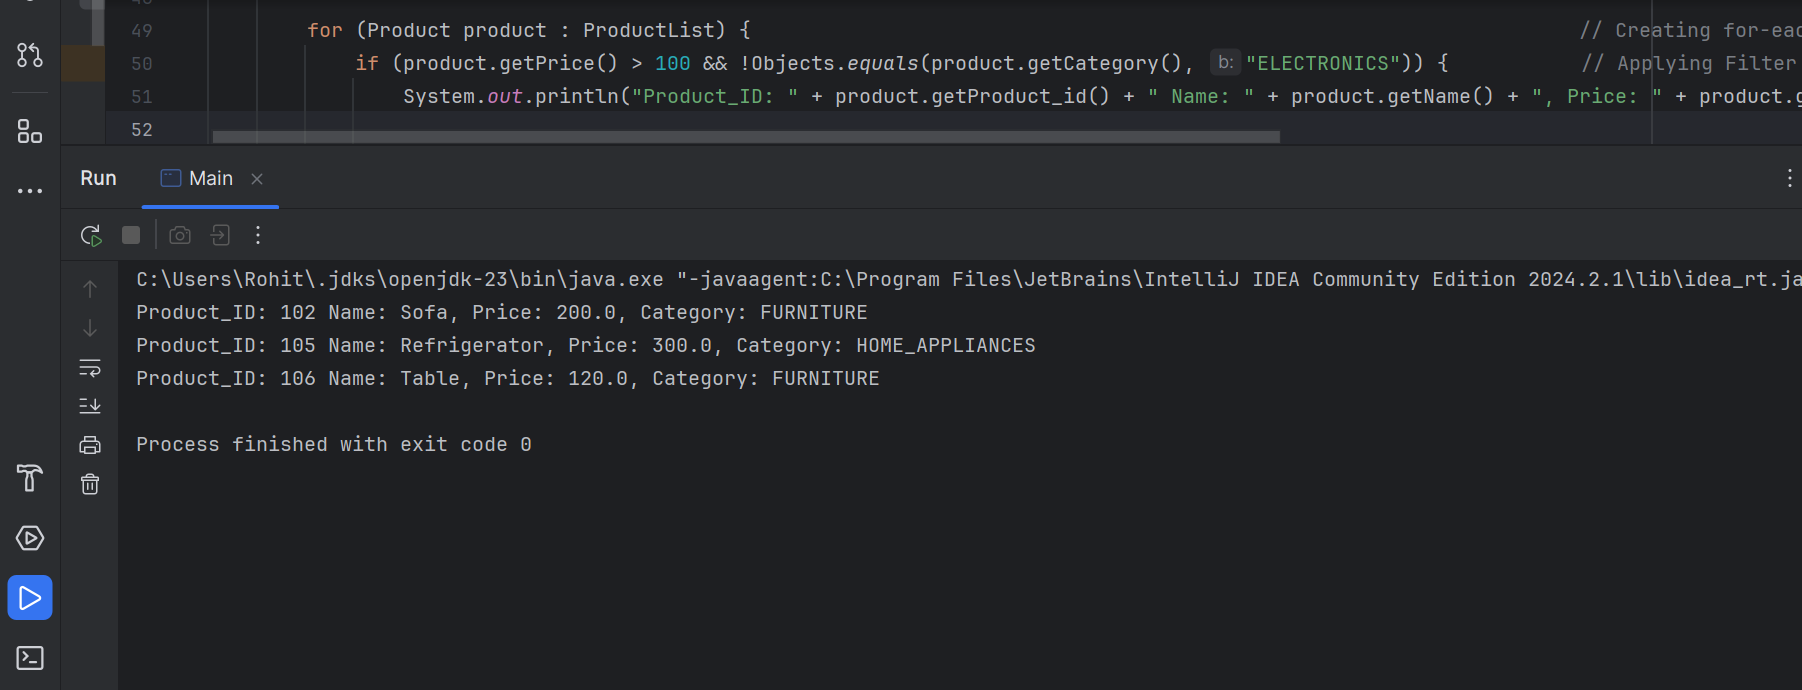 49 for (Product product : ProductList) { // Creating for-eac
50 if (product.getPrice() > 100 && !Objects.equals(product.getCategory(), b: "ELECTRONICS")) { // Applying Filter
51 System.out.println("Product_ID: " + product.getProduct_id() + " Name: " + product.getName() + ", Price: " + product.g
52
Run Main
C:\Users\Rohit\.jdks\openjdk-23\bin\java.exe "-javaagent:C:\Program Files\JetBrains\IntelliJ IDEA Community Edition 2024.2.1\lib\idea_rt.ja
Product_ID: 102 Name: Sofa, Price: 200.0, Category: FURNITURE
Product_ID: 105 Name: Refrigerator, Price: 300.0, Category: HOME_APPLIANCES
Product_ID: 106 Name: Table, Price: 120.0, Category: FURNITURE
Process finished with exit code 0